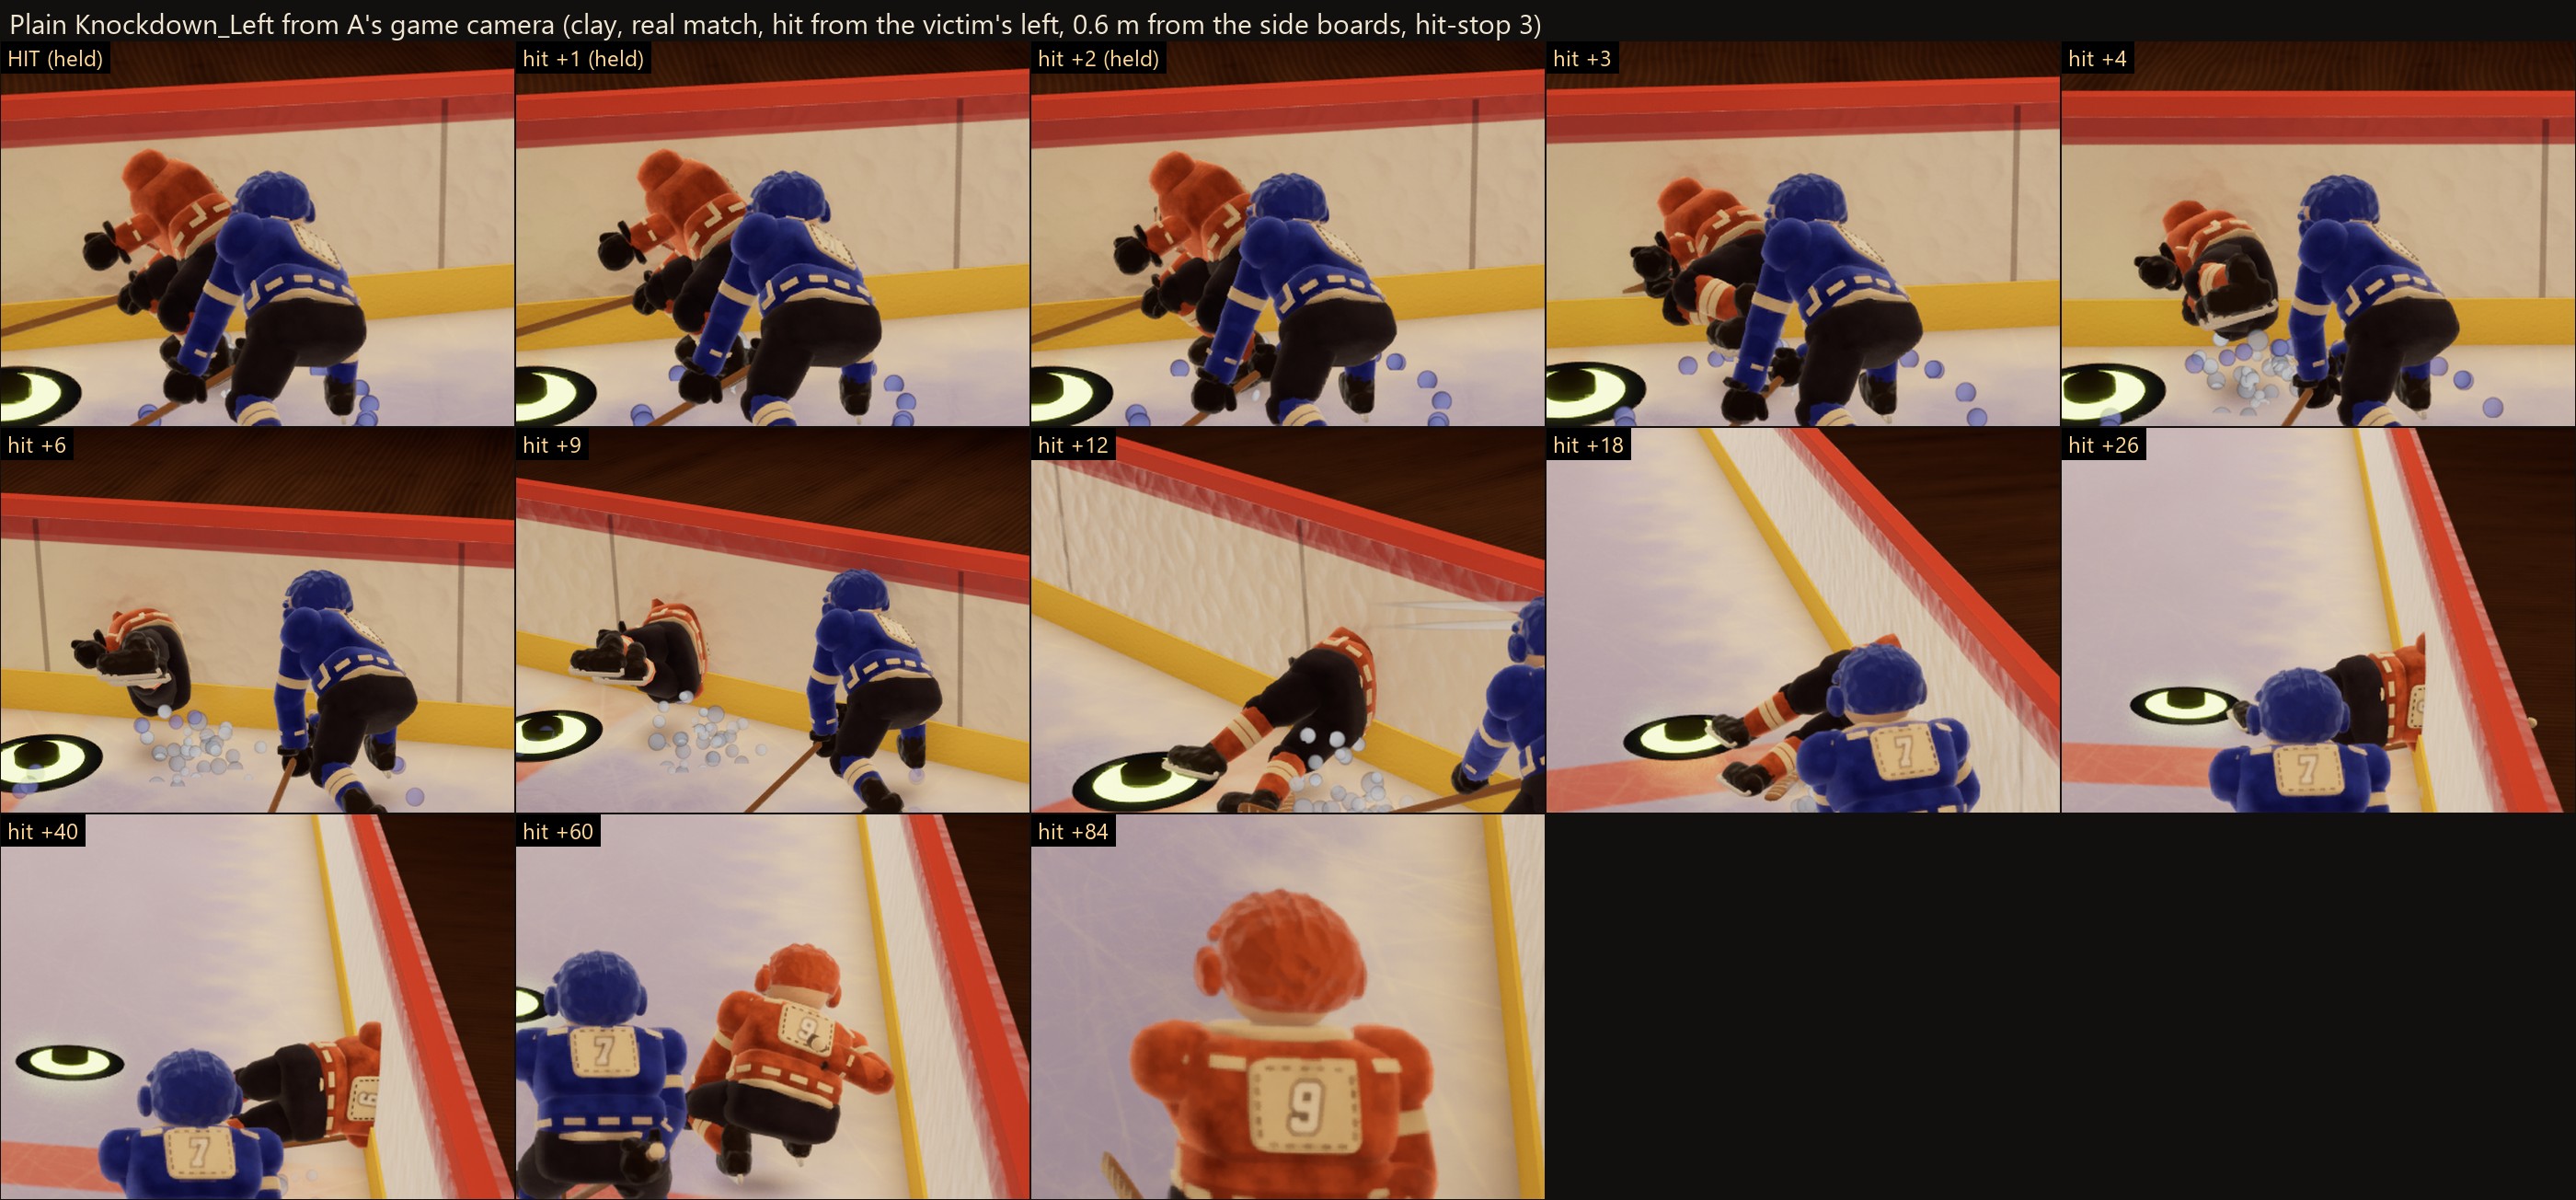 Plain Knockdown_Left from A's game camera (clay, real match, hit from the victim's left, 0.6 m from the side boards, hit-stop 3)
HIT (held)
hit +1 (held)
hit +2 (held)
hit +3
hit +4
hit +6
hit +9
hit +12
hit +18
7
hit +26
7
hit +40
7
hit +60
7
9
hit +84
9